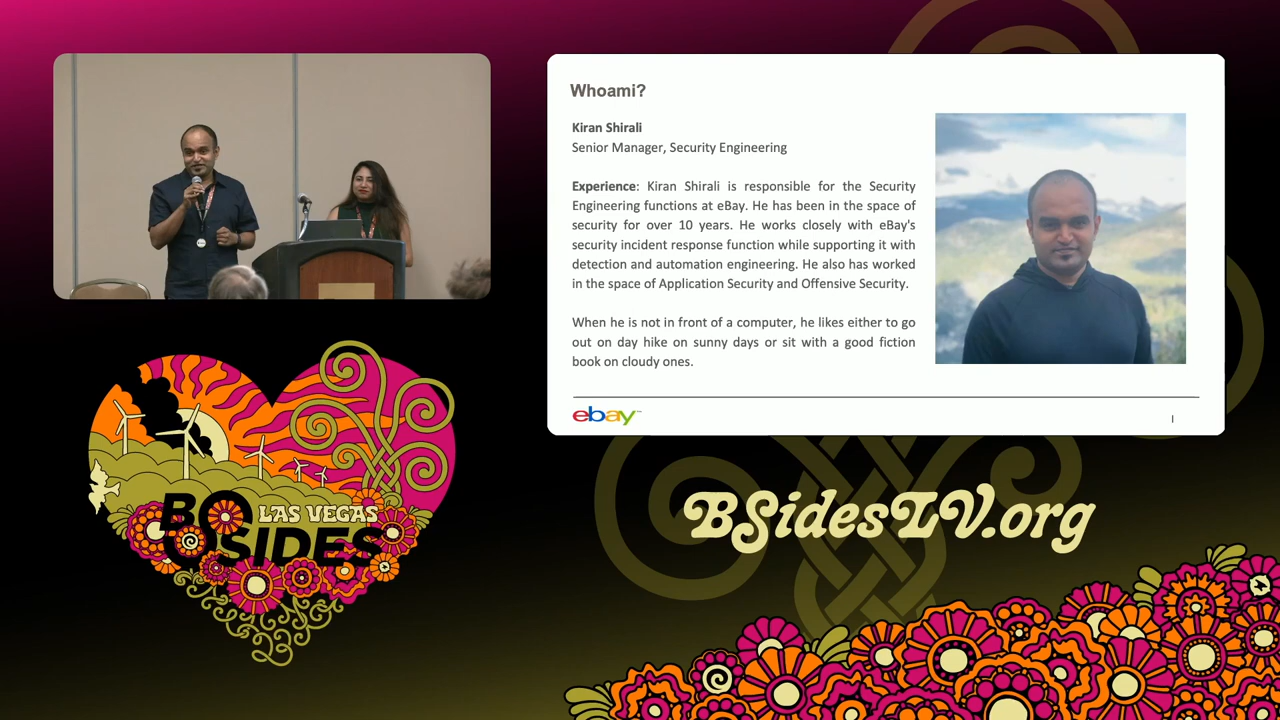 Whoami?
Kiran Shirali
Senior Manager, Security Engineering
Experience: Kiran Shirali is responsible for the Security
Engineering functions at eBay. He has been in the space of
security for over 10 years. He works closely with eBay's
security incident response function while supporting it with
detection and automation engineering. He also has worked
in the space of Application Security and Offensive Security.
When he is not in front of a computer, he likes either to go
out on day hike on sunny days or sit with a good fiction
book on cloudy ones.
ebay™
BSIDES
LAS VEGAS
23
BSidesLV.org